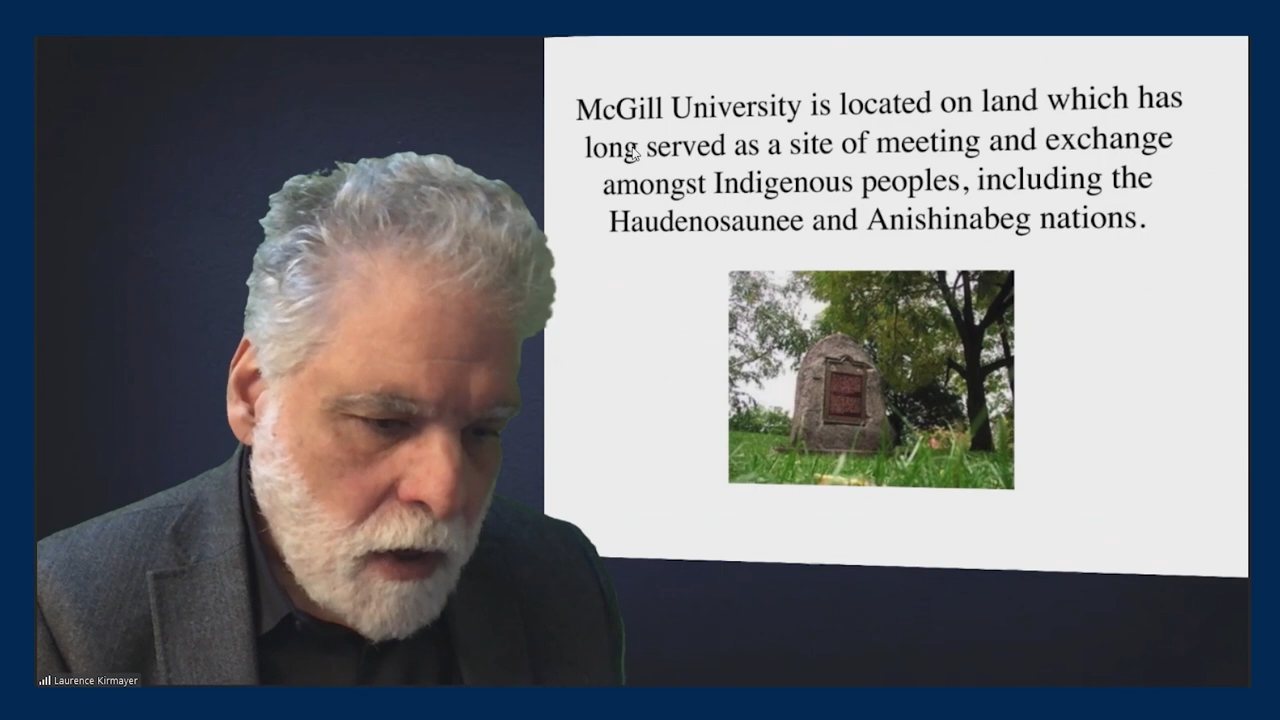 McGill University is located on land which has
long served as a site of meeting and exchange
amongst Indigenous peoples, including the
Haudenosaunee and Anishinabeg nations.
Laurence Kirmayer